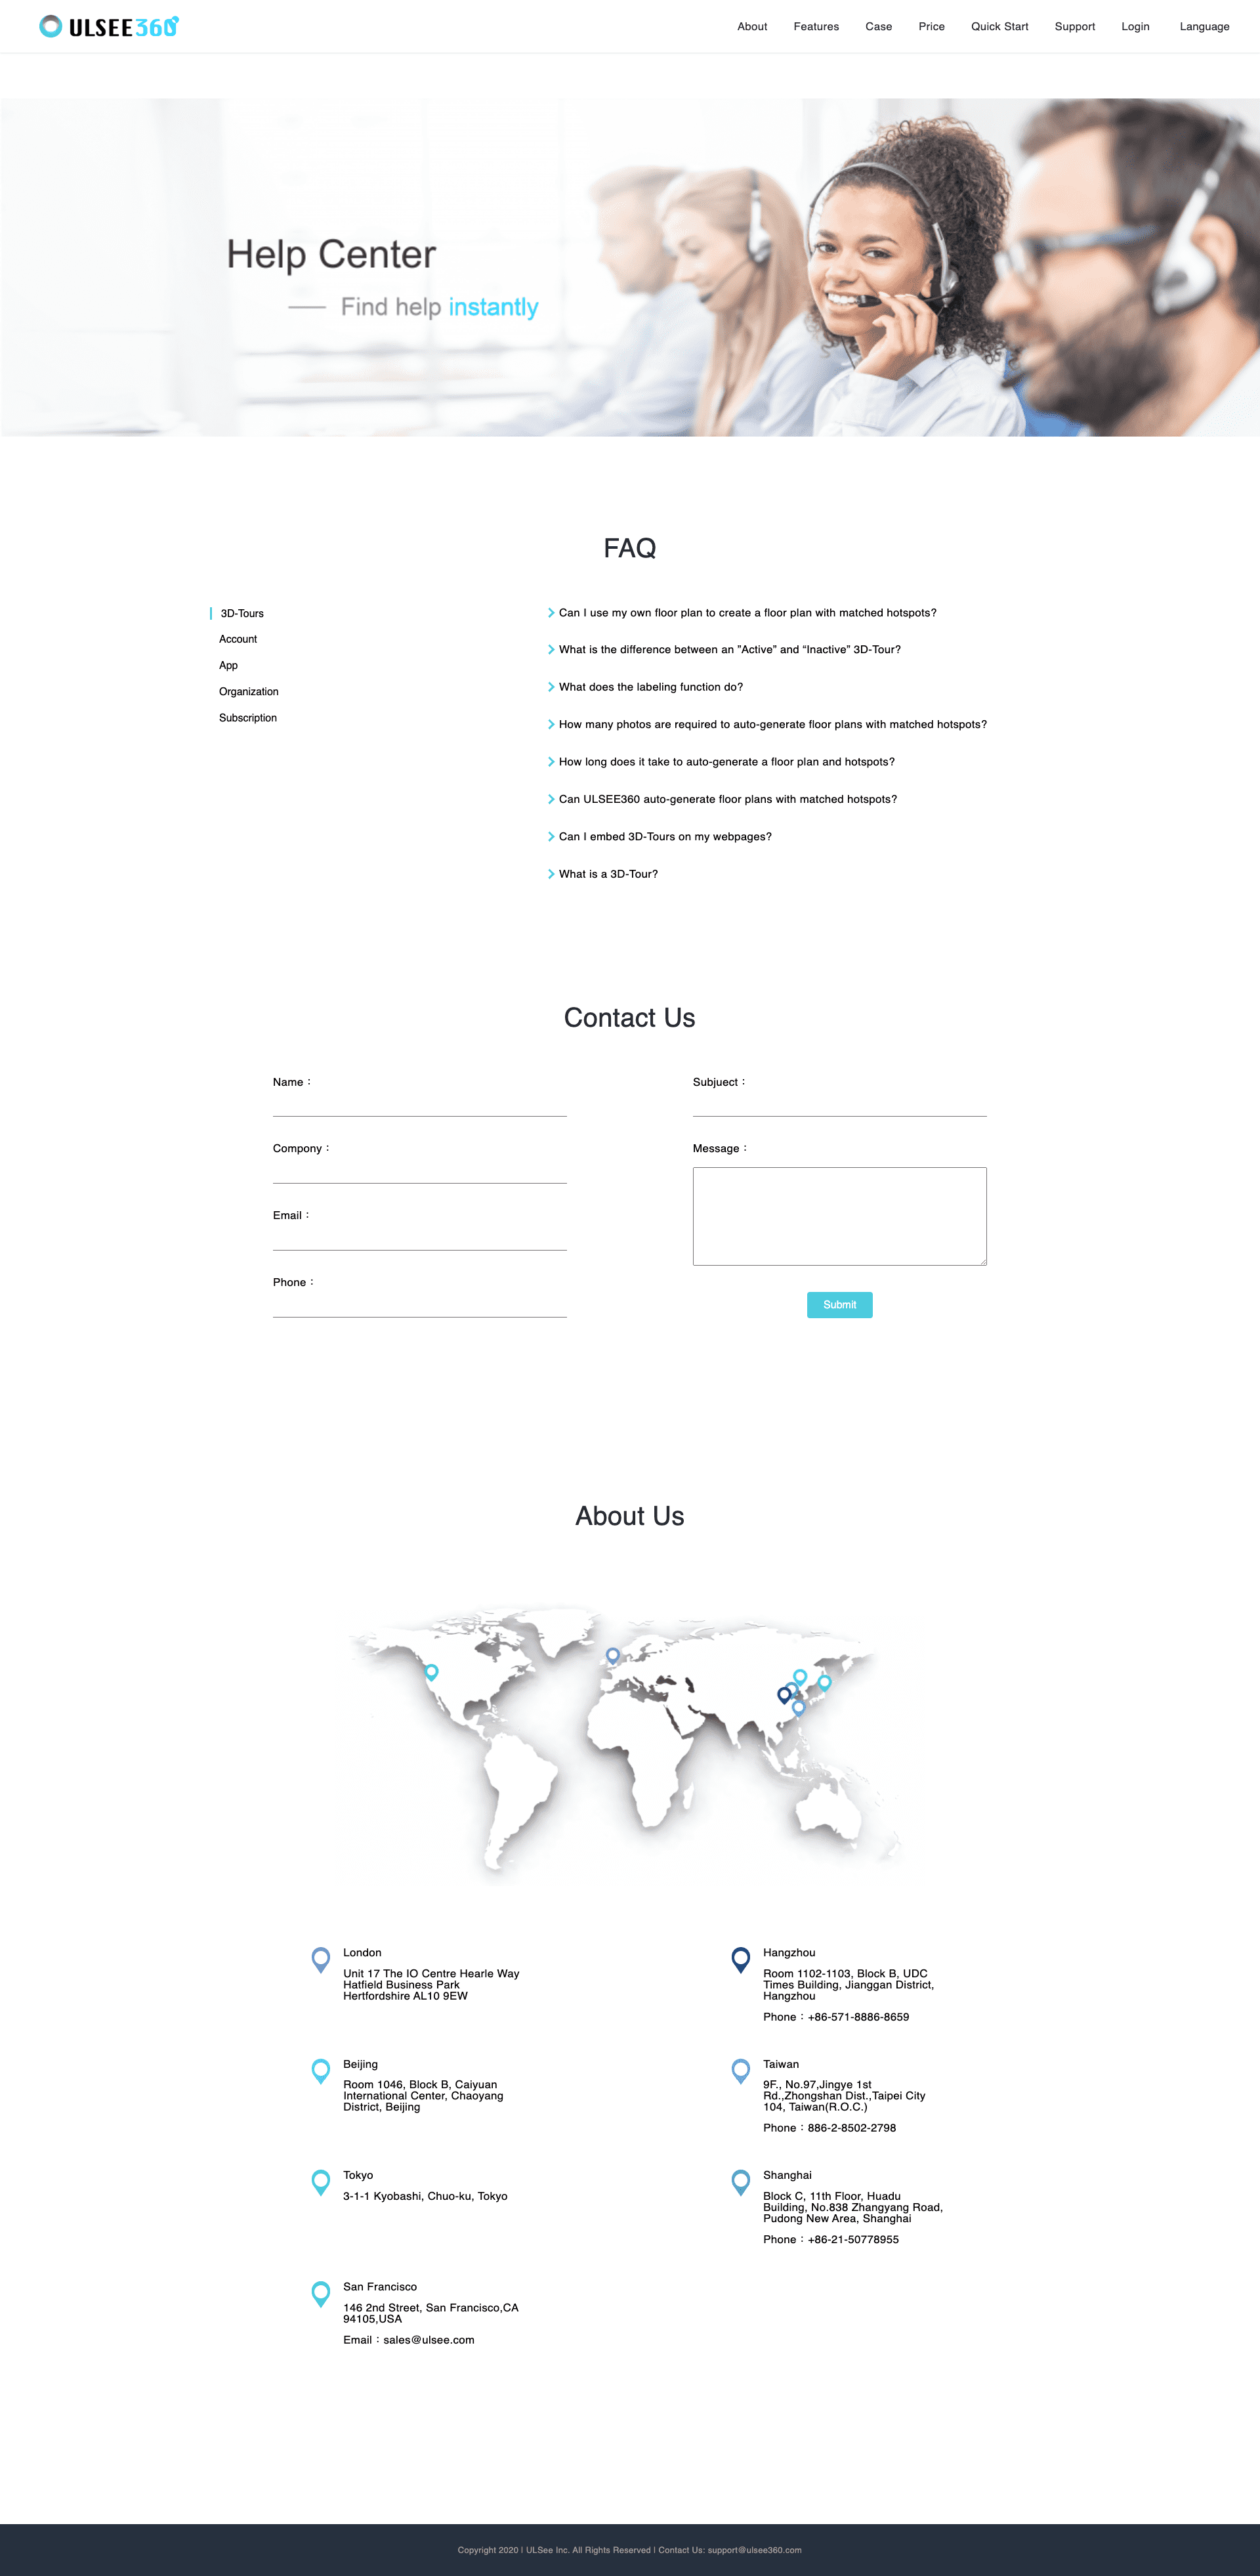 ULSEE360
About Features Case Price Quick Start Support Login Language
Help Center
Find help instantly
FAQ
3D-Tours
Account
App
Organization
Subscription
Can I use my own floor plan to create a floor plan with matched hotspots?
What is the difference between an "Active" and “Inactive” 3D-Tour?
What does the labeling function do?
How many photos are required to auto-generate floor plans with matched hotspots?
How long does it take to auto-generate a floor plan and hotspots?
Can ULSEE360 auto-generate floor plans with matched hotspots?
Can I embed 3D-Tours on my webpages?
What is a 3D-Tour?
Contact Us
Name：
Compony：
Email：
Phone：
Subjuect：
Message：
Submit
About Us
London
Unit 17 The IO Centre Hearle Way
Hatfield Business Park
Hertfordshire AL10 9EW
Hangzhou
Room 1102-1103, Block B, UDC
Times Building, Jianggan District,
Hangzhou
Phone：+86-571-8886-8659
Beijing
Room 1046, Block B, Caiyuan
International Center, Chaoyang
District, Beijing
Taiwan
9F., No.97,Jingye 1st
Rd.,Zhongshan Dist.,Taipei City
104, Taiwan(R.O.C.)
Phone：886-2-8502-2798
Tokyo
3-1-1 Kyobashi, Chuo-ku, Tokyo
Shanghai
Block C, 11th Floor, Huadu
Building, No.838 Zhangyang Road,
Pudong New Area, Shanghai
Phone：+86-21-50778955
San Francisco
146 2nd Street, San Francisco,CA
94105,USA
Email：sales@ulsee.com
Copyright 2020 | ULSee Inc. All Rights Reserved | Contact Us: support@ulsee360.com